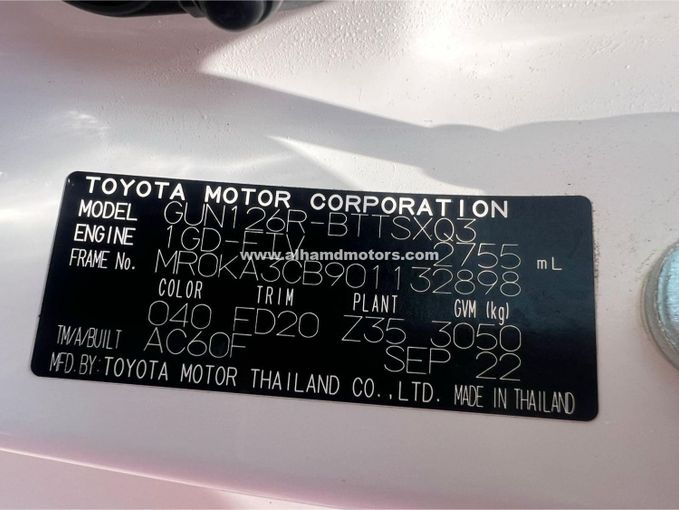 TOYOTA MOTOR CORPORATION
MODEL GUN126R-BTTSXQ3
ENGINE 1GD-FTV 2755 mL
www.alhamdmotors.com
FRAME No. MR0KA3CB901132898
COLOR TRIM PLANT GVM (kg)
040 FD20 Z35 3050
TM/A/BUILT AC60F SEP 22
MFD.BY:TOYOTA MOTOR THAILAND CO.,LTD. MADE IN THAILAND